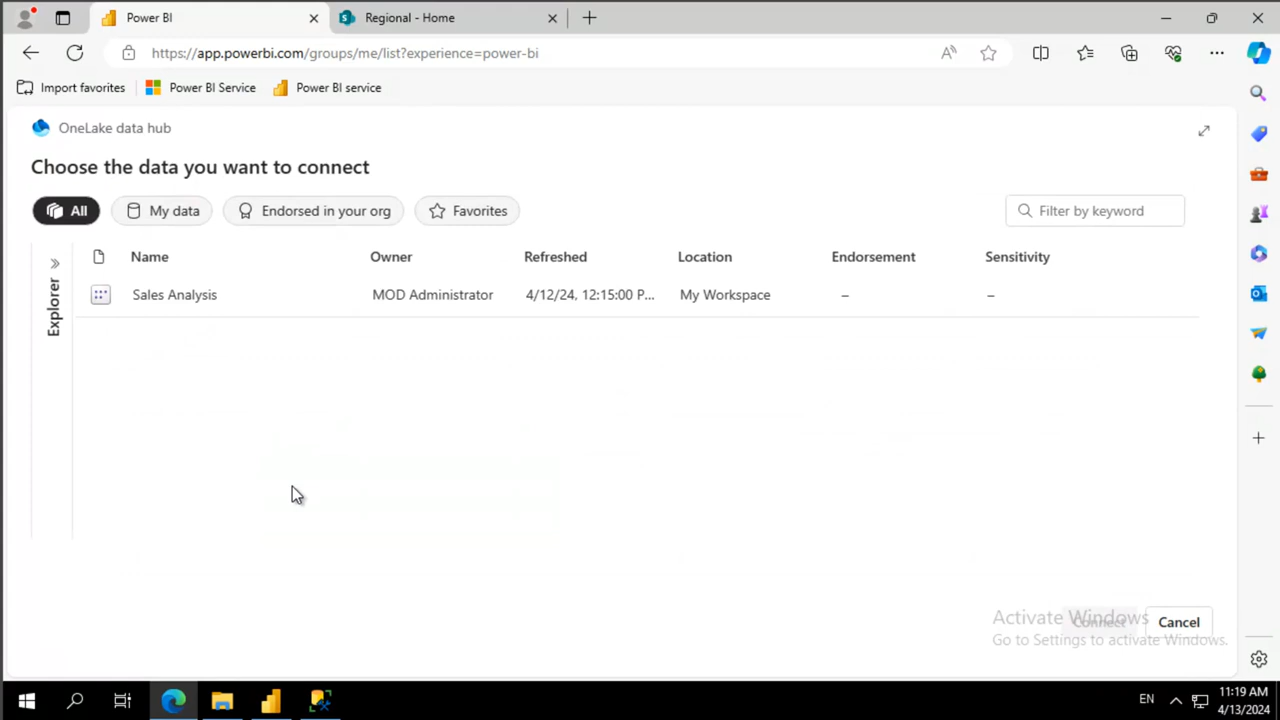 Power BI
Regional - Home
https://app.powerbi.com/groups/me/list?experience=power-bi
Import favorites
Power BI Service
Power BI service
OneLake data hub
Choose the data you want to connect
All
My data
Endorsed in your org
Favorites
Filter by keyword
Explorer
Name Owner Refreshed Location Endorsement Sensitivity
Sales Analysis MOD Administrator 4/12/24, 12:15:00 P... My Workspace – –
Connect
Cancel
Activate Windows
Go to Settings to activate Windows.
EN
11:19 AM
4/13/2024